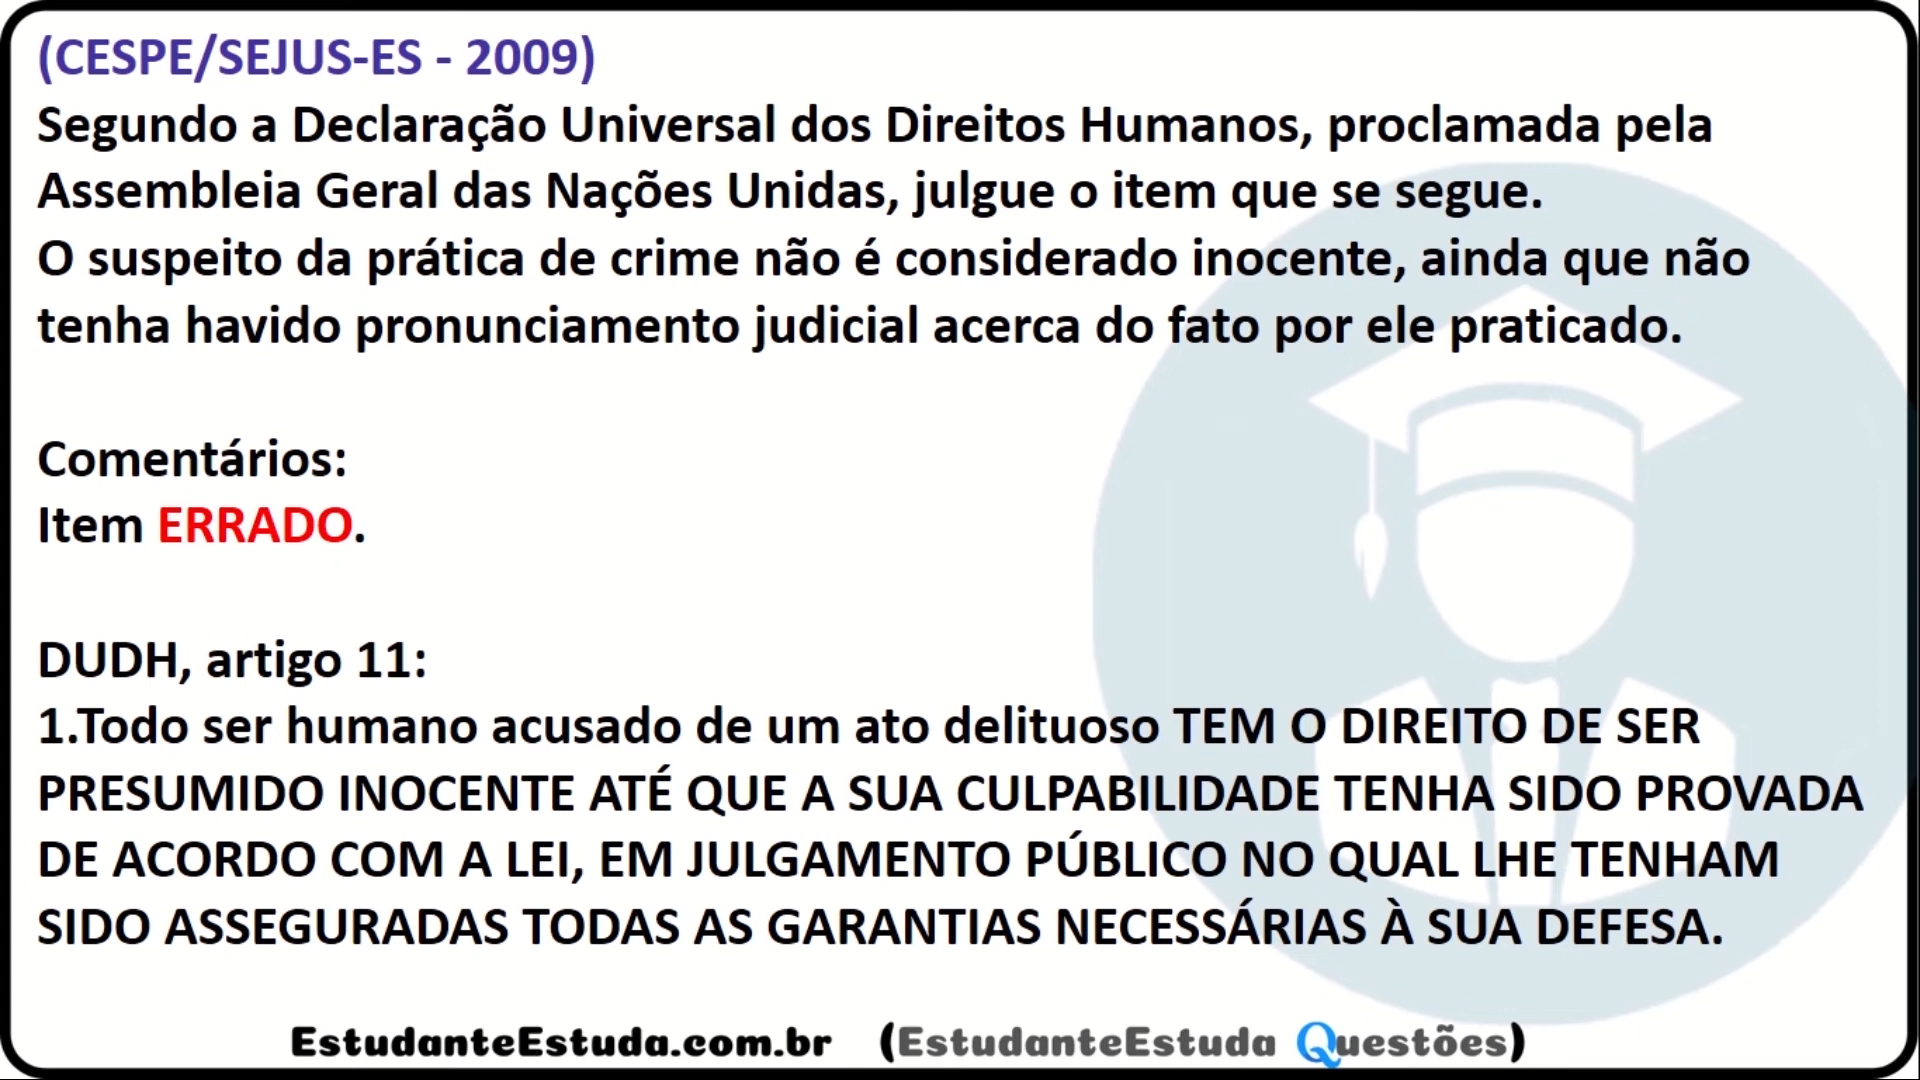 (CESPE/SEJUS-ES - 2009)
Segundo a Declaração Universal dos Direitos Humanos, proclamada pela
Assembleia Geral das Nações Unidas, julgue o item que se segue.
O suspeito da prática de crime não é considerado inocente, ainda que não
tenha havido pronunciamento judicial acerca do fato por ele praticado.
Comentários:
Item ERRADO.
DUDH, artigo 11:
1.Todo ser humano acusado de um ato delituoso TEM O DIREITO DE SER
PRESUMIDO INOCENTE ATÉ QUE A SUA CULPABILIDADE TENHA SIDO PROVADA
DE ACORDO COM A LEI, EM JULGAMENTO PÚBLICO NO QUAL LHE TENHAM
SIDO ASSEGURADAS TODAS AS GARANTIAS NECESSÁRIAS À SUA DEFESA.
EstudanteEstuda.com.br (EstudanteEstuda Questões)